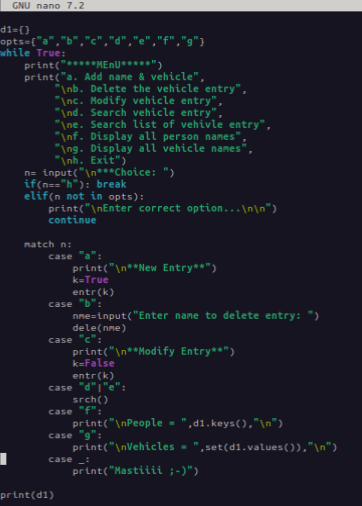 GNU nano 7.2
d1={}
opts={"a","b","c","d","e","f","g"}
while True:
    print("*****MEnU*****")
    print("a. Add name & vehicle",
          "\nb. Delete the vehicle entry",
          "\nc. Modify vehicle entry",
          "\nd. Search vehicle entry",
          "\ne. Search list of vehivle entry",
          "\nf. Display all person names",
          "\ng. Display all vehicle names",
          "\nh. Exit")
    n= input("\n***Choice: ")
    if(n=="h"): break
    elif(n not in opts):
        print("\nEnter correct option...\n\n")
        continue
    match n:
        case "a":
            print("\n**New Entry**")
            k=True
            entr(k)
        case "b":
            nme=input("Enter name to delete entry: ")
            dele(nme)
        case "c":
            print("\n**Modify Entry**")
            k=False
            entr(k)
        case "d"|"e":
            srch()
        case "f":
            print("\nPeople = ",d1.keys(),"\n")
        case "g":
            print("\nVehicles = ",set(d1.values()),"\n")
        case _:
            print("Mastiiii ;-)")
print(d1)